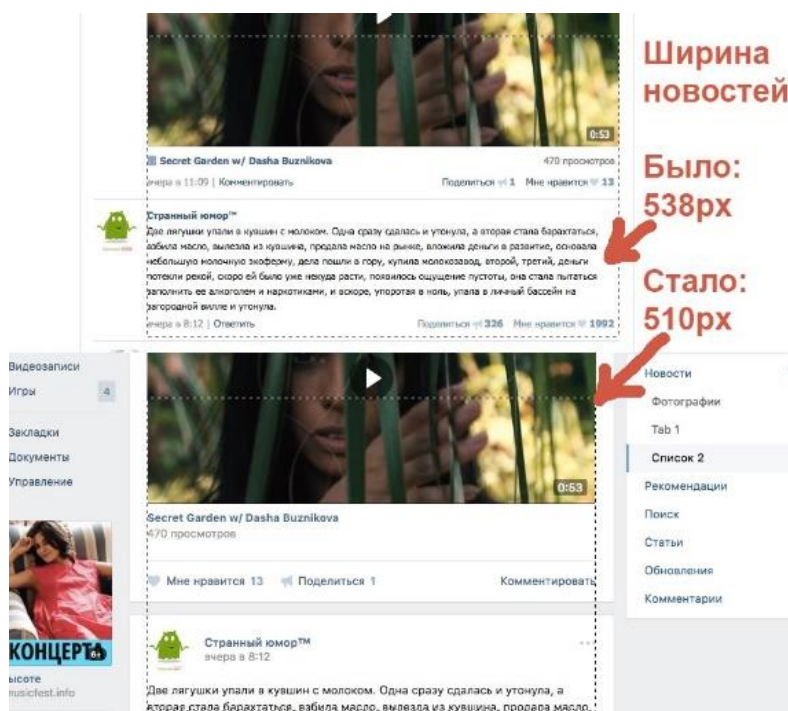 Ширина
новостей
0:53
Secret Garden w/ Dasha Buznikova 470 просмотров
вчера в 11:09 | Комментировать Поделиться 1 Мне нравится 13
Было:
538px
Странный юмор™
Две лягушки упали в кувшин с молоком. Одна сразу сдалась и утонула, а вторая стала барахтаться,
взбила масло, вылезла из кувшина, продала масло на рынке, вложила деньги в развитие, основала
небольшую молочную экоферму, дела пошли в гору, купила молокозавод, второй, третий, деньги
потекли рекой, скоро ей было уже некуда расти, появилось ощущение пустоты, она стала пытаться
заполнить ее алкоголем и наркотиками, и вскоре, упоротая в ноль, упала в личный бассейн на
загородной вилле и утонула.
вчера в 8:12 | Ответить Поделиться 326 Мне нравится 1992
Стало:
510px
Видеозаписи
Игры 4
Закладки
Документы
Управление
КОНЦЕРТА 6+
ысоте
musicfest.info
0:53
Secret Garden w/ Dasha Buznikova
470 просмотров
Мне нравится 13 Поделиться 1 Комментировать
Странный юмор™
вчера в 8:12
Две лягушки упали в кувшин с молоком. Одна сразу сдалась и утонула, а
вторая стала барахтаться, взбила масло, вылезла из кувшина, продала масло
Новости
Фотографии
Tab 1
Список 2
Рекомендации
Поиск
Статьи
Обновления
Комментарии